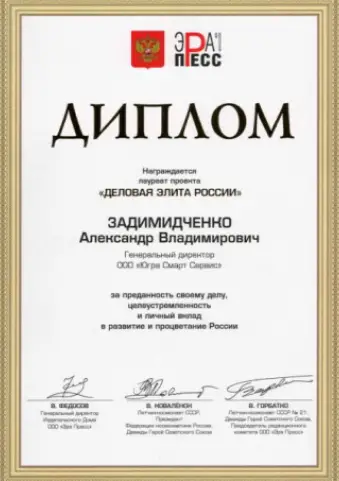 ЭРА
ПРЕСС
ДИПЛОМ
Награждается
лауреат проекта
«ДЕЛОВАЯ ЭЛИТА РОССИИ»
ЗАДИМИДЧЕНКО
Александр Владимирович
Генеральный директор
ООО «Югра Смарт Сервис»
за преданность своему делу,
целеустремленность
и личный вклад
в развитие и процветание России
В. ФЕДОСОВ
Генеральный директор
Издательского Дома
ООО «Эра Пресс»
В. КОВАЛЁНОК
Летчик-космонавт СССР,
Президент
Федерации космонавтики России,
Дважды Герой Советского Союза
В. ГОРБАТКО
Летчик-космонавт СССР № 21,
Дважды Герой Советского Союза,
Председатель редакционного
комитета ООО «Эра Пресс»